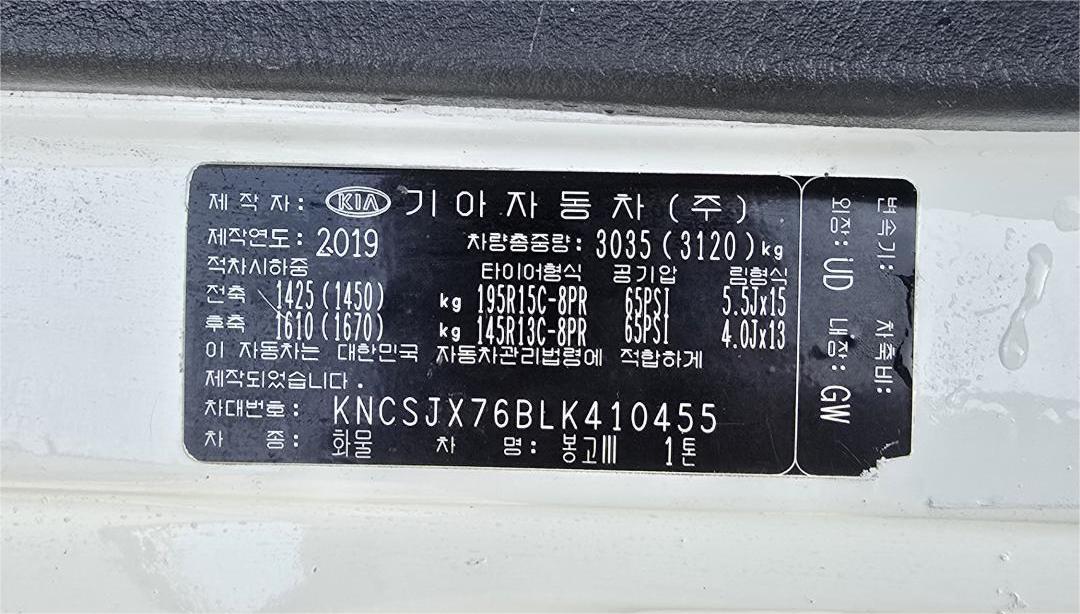 제 작 자: KIA 기 아 자 동 차 ( 주 )
제작연도: 2019 차량총중량: 3035 (3120) kg
적차시하중 타이어형식 공기압 림형식
전축 1425 (1450) kg 195R15C-8PR 65PSI 5.5Jx15
후축 1610 (1670) kg 145R13C-8PR 65PSI 4.0Jx13
이 자동차는 대한민국 자동차관리법령에 적합하게
제작되었습니다.
차대번호: KNCSJX76BLK410455
차 종: 화물 차 명: 봉고III 1톤
변속기: 차축비:
외장: UD 내장: GW